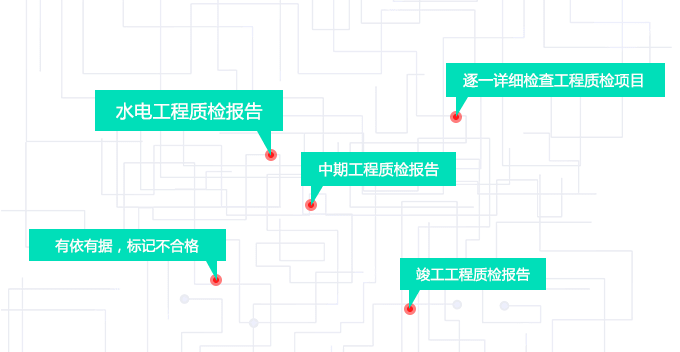 逐一详细检查工程质检项目
水电工程质检报告
中期工程质检报告
有依有据，标记不合格
竣工工程质检报告